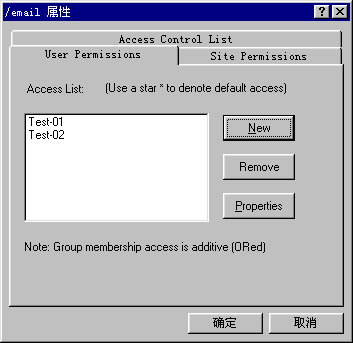 /email 属性
Access Control List
User Permissions
Site Permissions
Access List: (Use a star * to denote default access)
Test-01
Test-02
New
Remove
Properties
Note: Group membership access is additive (ORed)
确定
取消